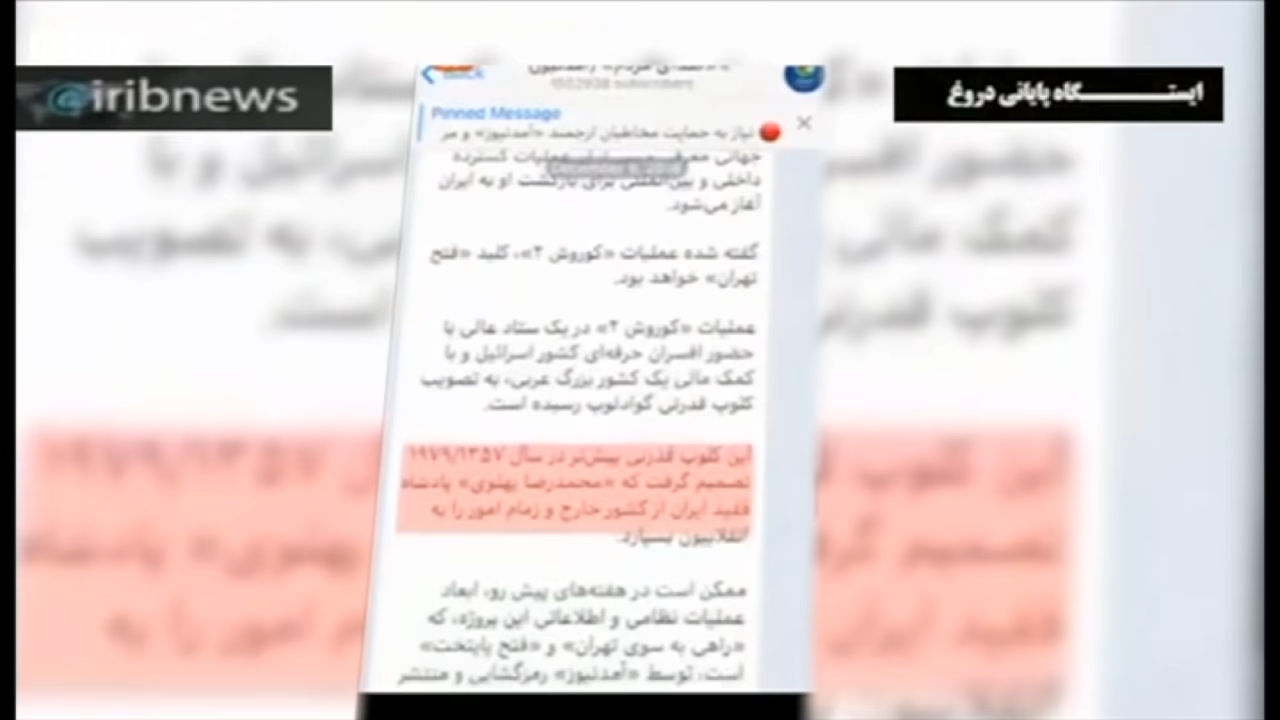 @iribnews
ایستگاه پایانی دروغ
Back
«صدای مردم» آمدنیوز
subscribers
Pinned Message
نیاز به حمایت مخاطبان ارجمند «آمدنیوز» و مر
داخلی و بین‌المللی برای بازگشت او به ایران
آغاز می‌شود.
گفته شده عملیات «کوروش ۲»، کلید «فتح
تهران» خواهد بود.
عملیات «کوروش ۲» در یک ستاد عالی با
حضور افسران حرفه‌ای کشور اسرائیل و با
کمک مالی یک کشور بزرگ عربی، به تصویب
کلوپ قدرتی گوادلوپ رسیده است.
این کلوپ قدرتی پیش‌تر در سال ۱۹۷۹/۱۳۵۷
تصمیم گرفت که «محمدرضا پهلوی» پادشاه
فقید ایران از کشور خارج و زمام امور را به
انقلابیون بسپارد.
ممکن است در هفته‌های پیش رو، ابعاد
عملیات نظامی و اطلاعاتی این پروژه، که
«راهی به سوی تهران» و «فتح پایتخت»
است، توسط «آمدنیوز» رمزگشایی و منتشر